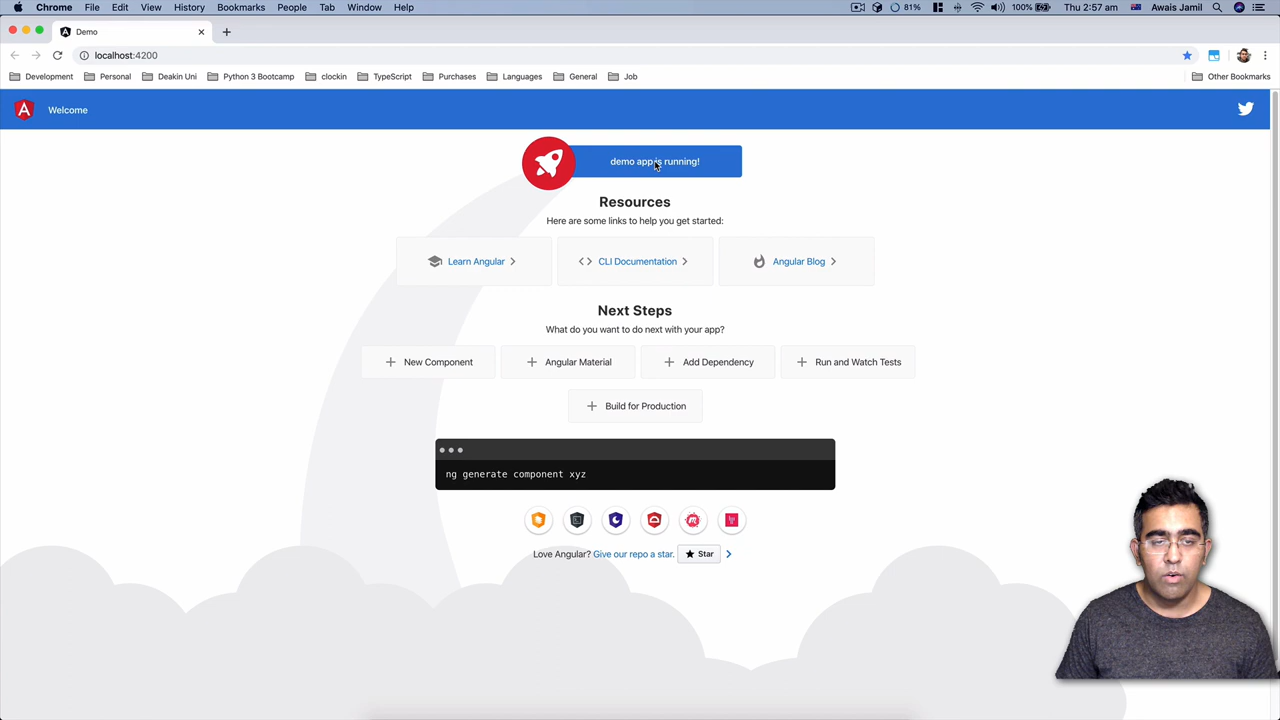 Chrome File Edit View History Bookmarks People Tab Window Help 81% 100% Thu 2:57 am Awais Jamil
Demo
localhost:4200
Development Personal Deakin Uni Python 3 Bootcamp clockin TypeScript Purchases Languages General Job Other Bookmarks
A Welcome
demo app is running!
Resources
Here are some links to help you get started:
Learn Angular CLI Documentation Angular Blog
Next Steps
What do you want to do next with your app?
New Component Angular Material Add Dependency Run and Watch Tests
Build for Production
ng generate component xyz
Love Angular? Give our repo a star. Star